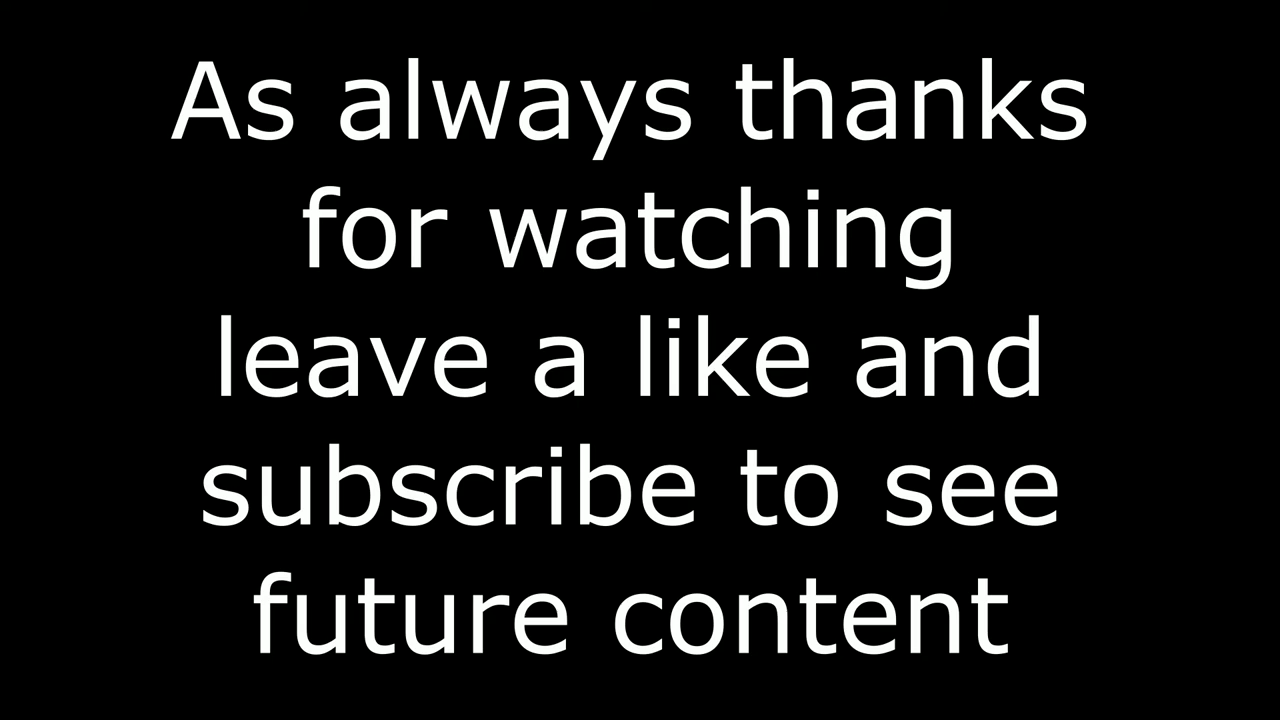 As always thanks
for watching
leave a like and
subscribe to see
future content